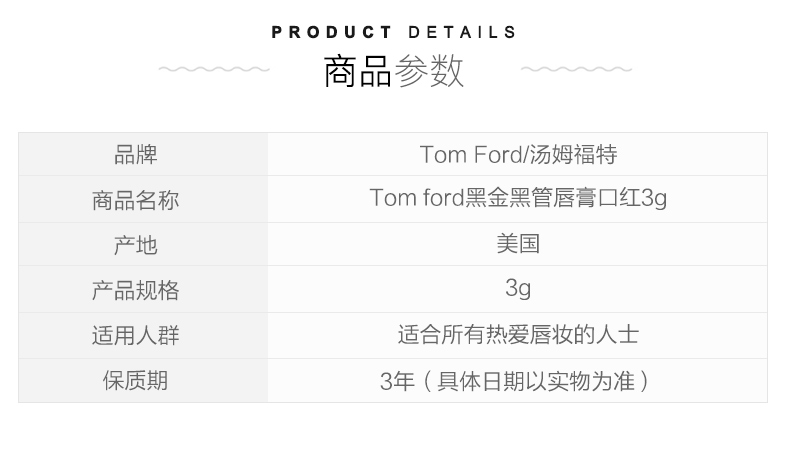 PRODUCT DETAILS
商品参数
品牌 Tom Ford/汤姆福特
商品名称 Tom ford黑金黑管唇膏口红3g
产地 美国
产品规格 3g
适用人群 适合所有热爱唇妆的人士
保质期 3年（具体日期以实物为准）